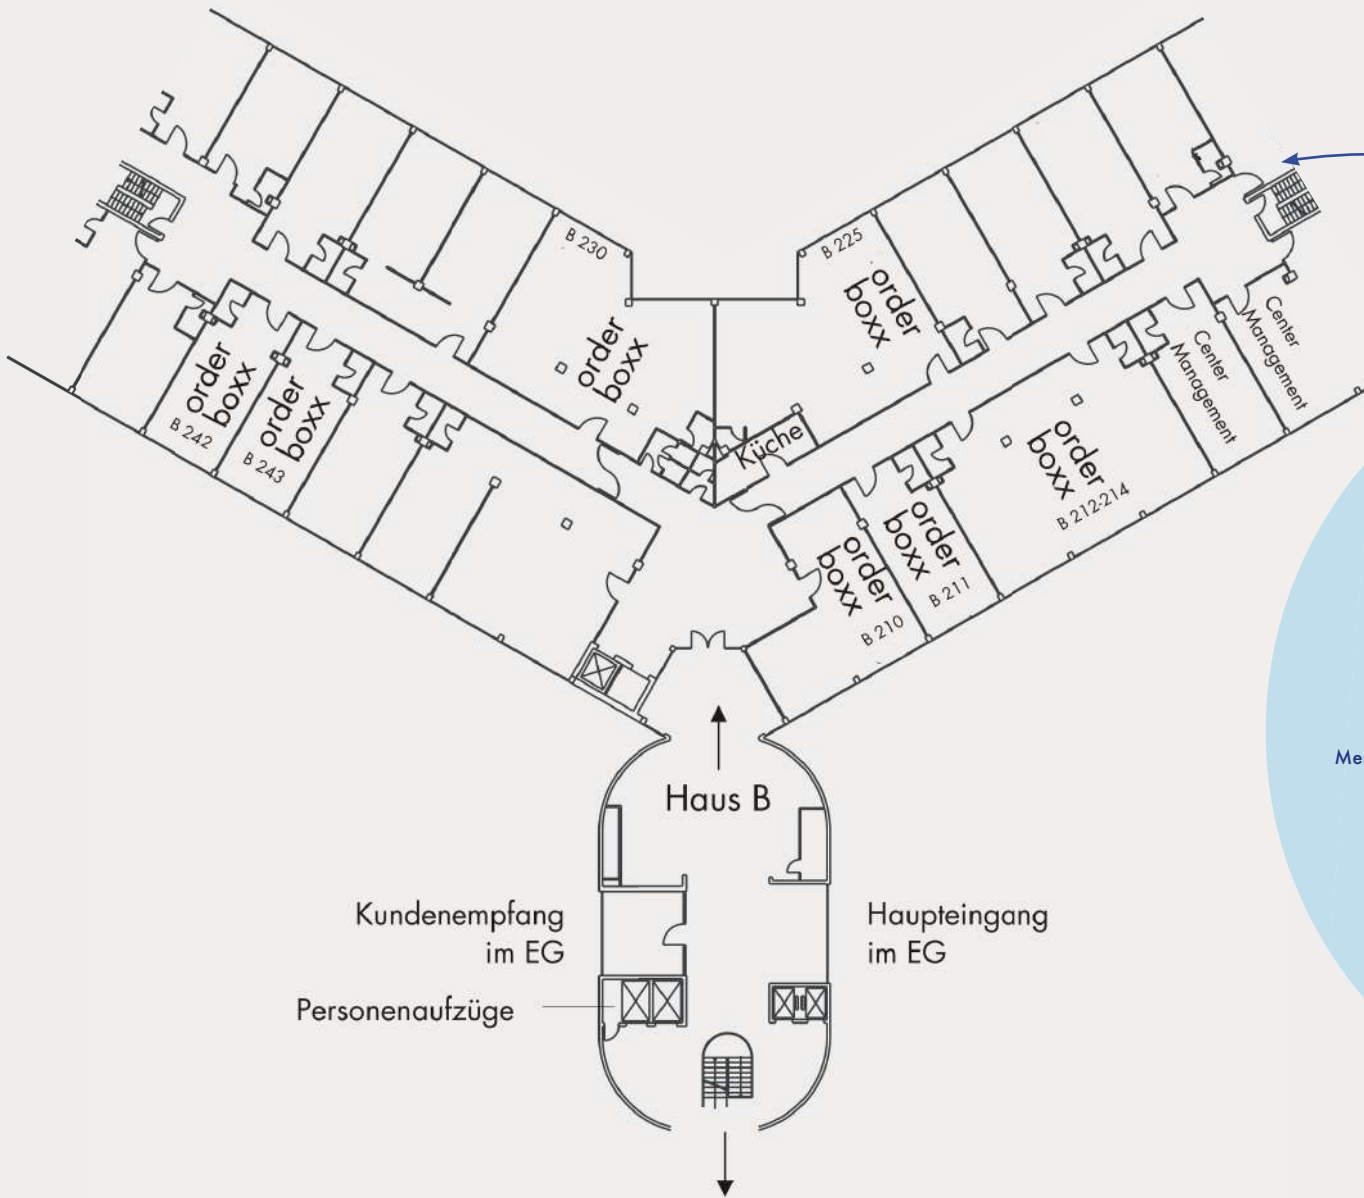 B 230
order
boxx
B 225
order
boxx
order
boxx
B 242
order
boxx
B 243
Küche
Center
Management
Center
Management
order
boxx
B 212-214
order
boxx
B 211
order
boxx
B 210
Haus B
Kundenempfang
im EG
Haupteingang
im EG
Personenaufzüge